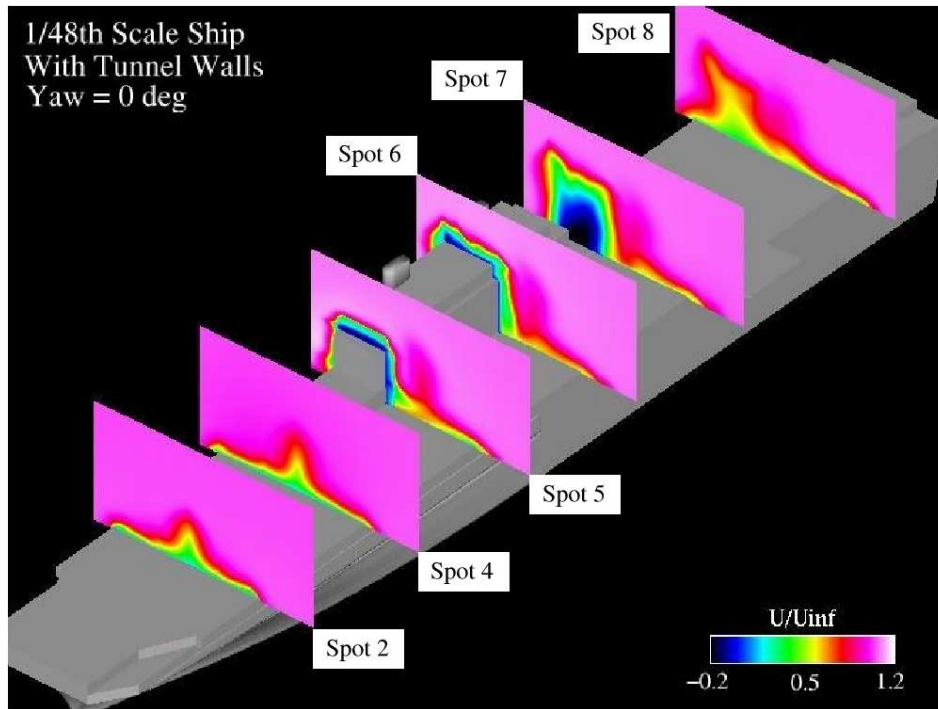 1/48th Scale Ship
With Tunnel Walls
Yaw = 0 deg
Spot 8
Spot 7
Spot 6
Spot 5
Spot 4
Spot 2
U/Uinf
−0.2 0.5 1.2